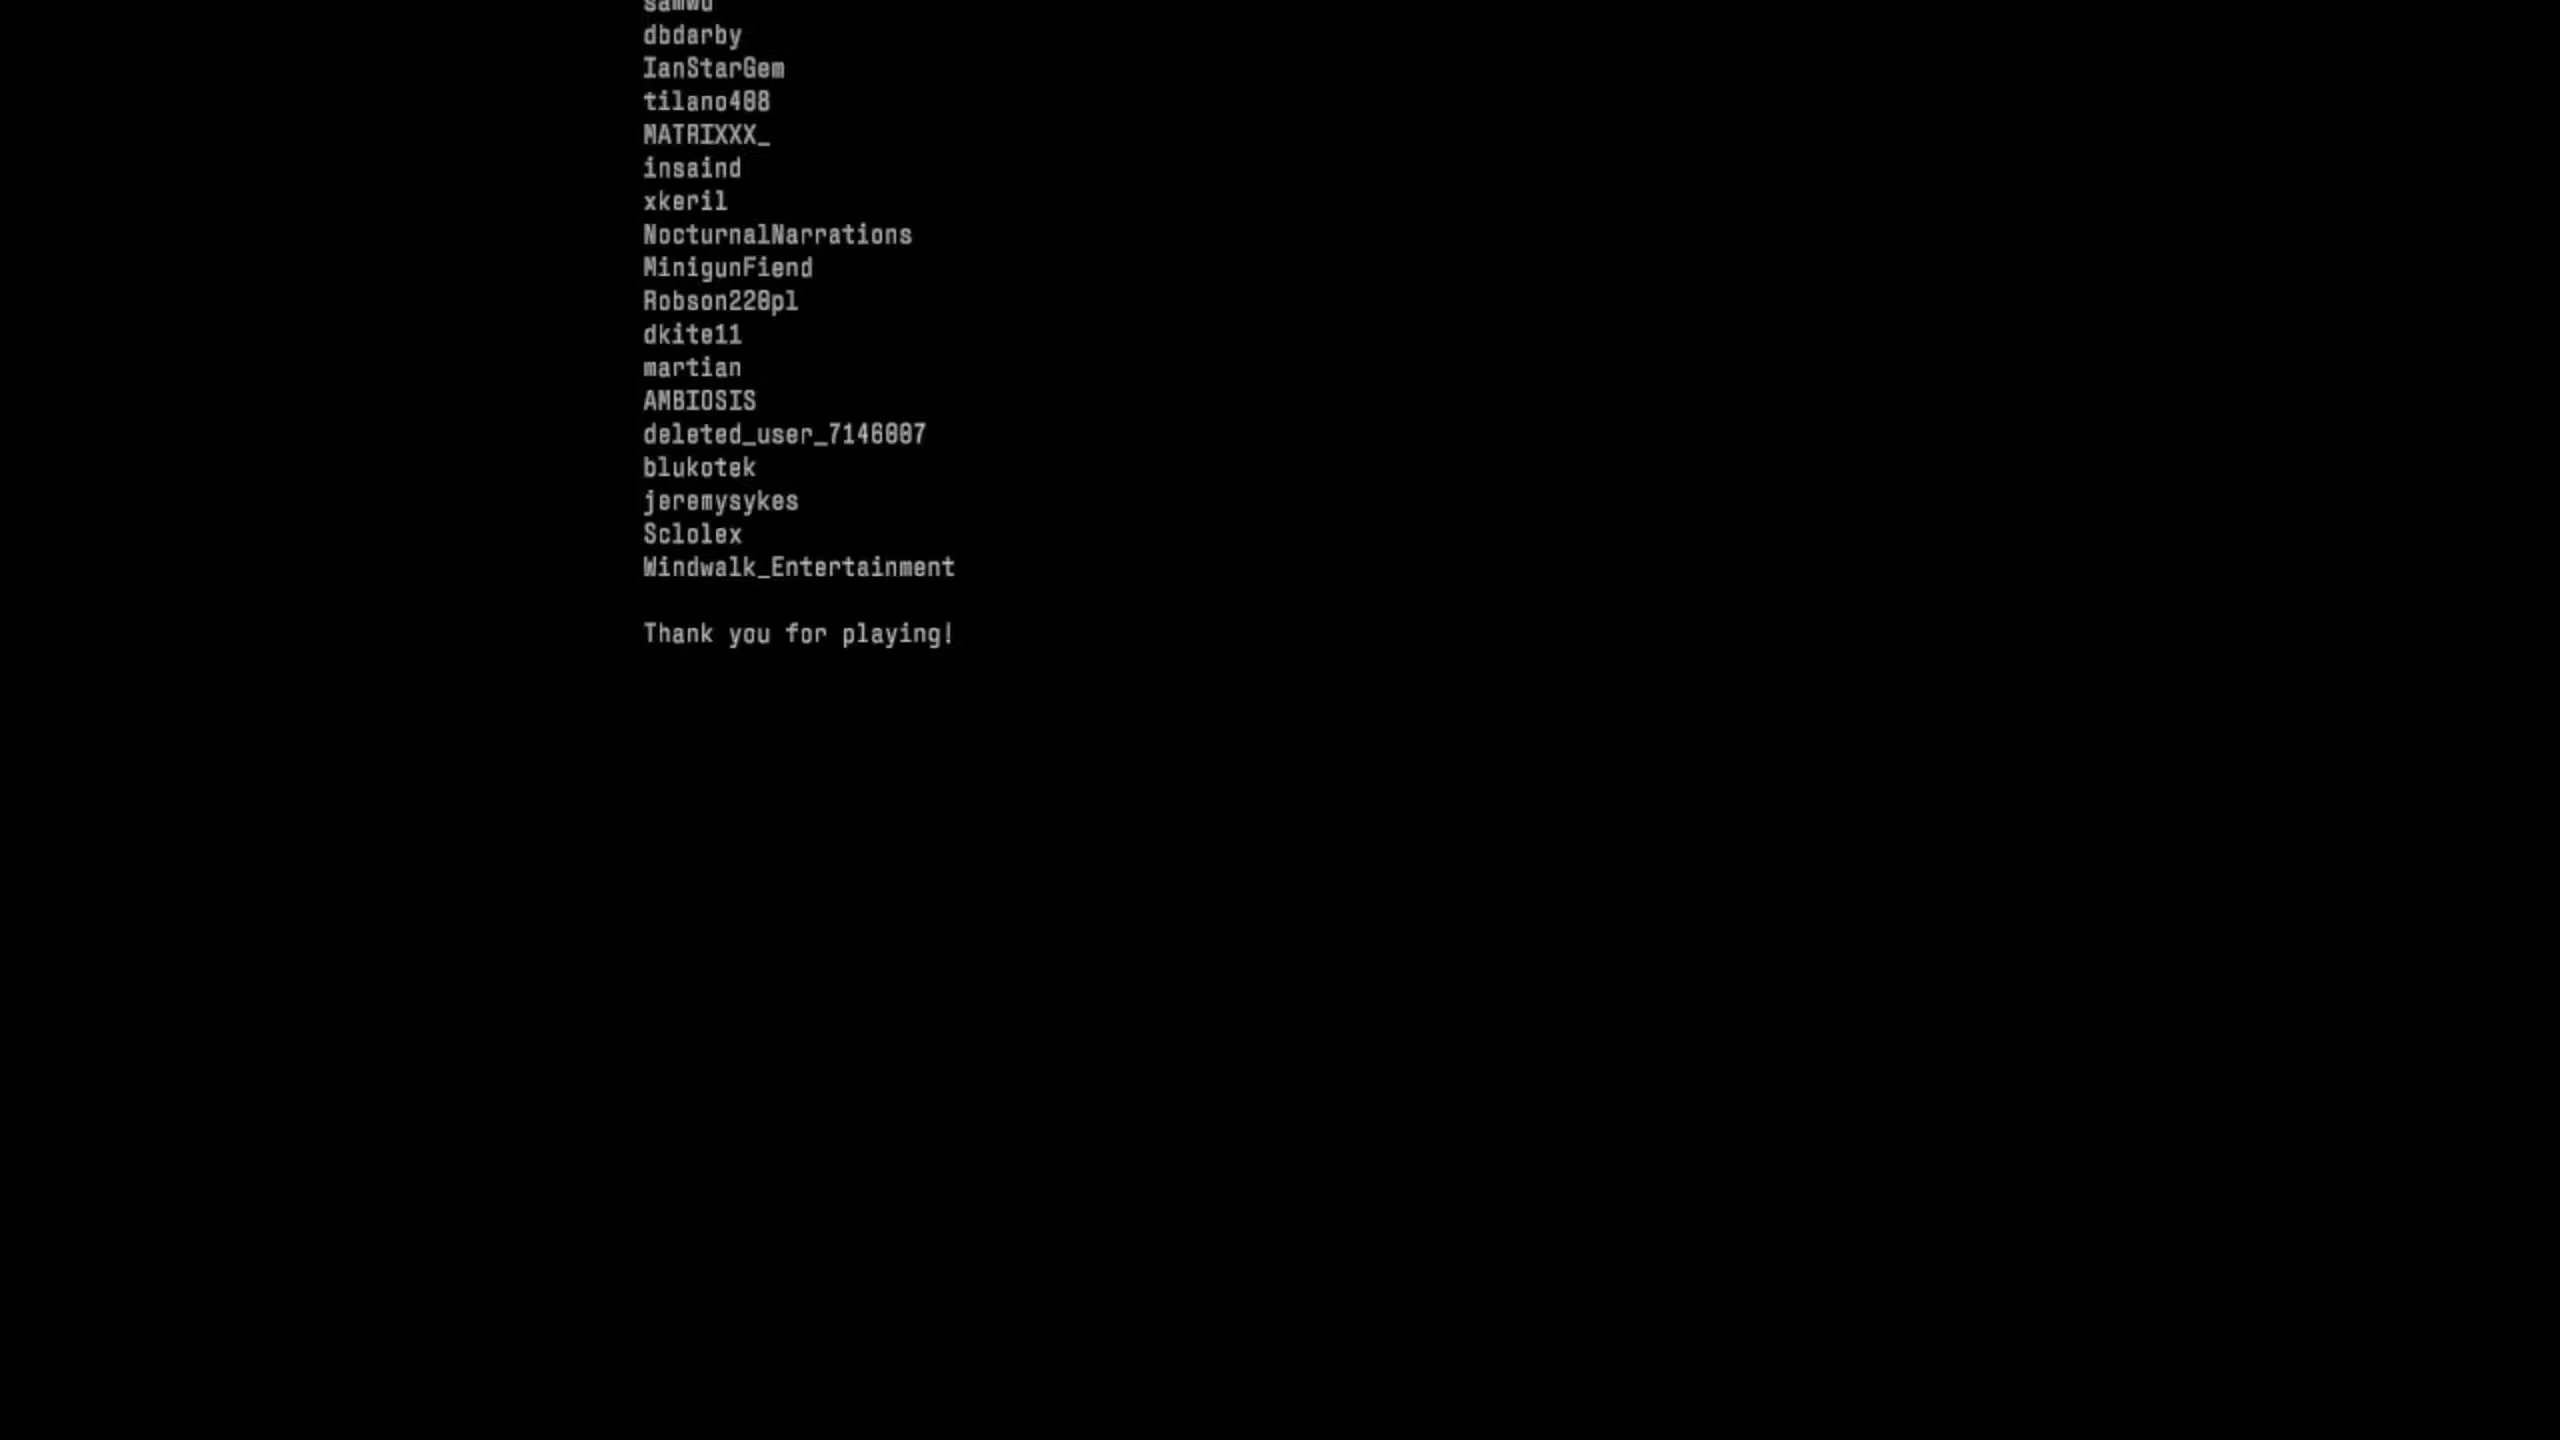 samwu
dbdarby
IanStarGem
tilano408
MATRIXXX_
insaind
xkeril
NocturnalNarrations
MinigunFiend
Robson220pl
dkite11
martian
AMBIOSIS
deleted_user_7146007
blukotek
jeremysykes
Sclolex
Windwalk_Entertainment
Thank you for playing!